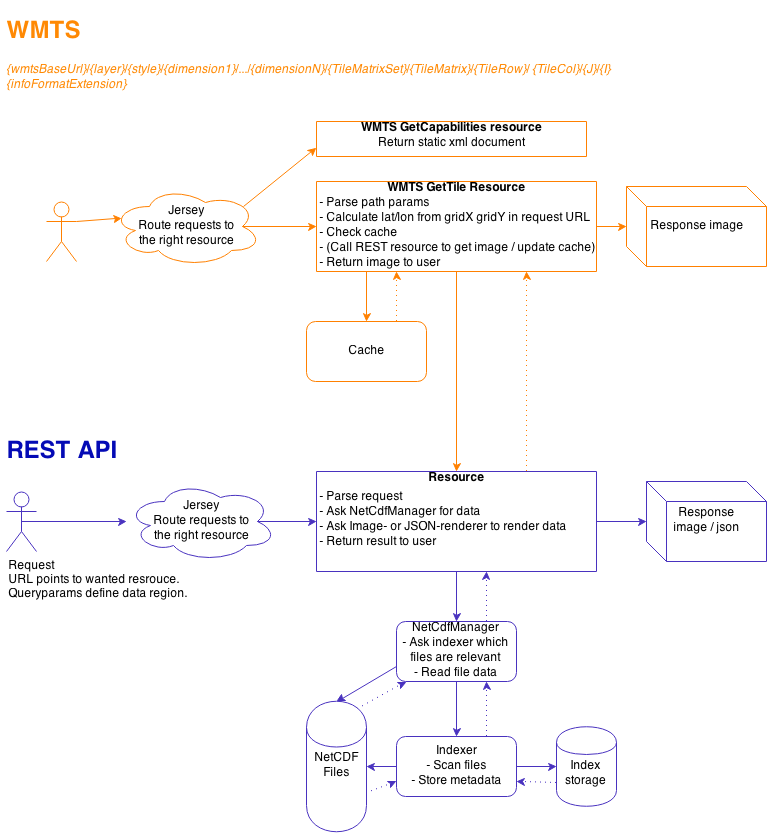 WMTS
{wmtsBaseUrl}/{layer}/{style}/{dimension1}/.../{dimensionN}/{TileMatrixSet}/{TileMatrix}/{TileRow}/ {TileCol}/{J}/{I}
{infoFormatExtension}
WMTS GetCapabilities resource
Return static xml document
Jersey
Route requests to
the right resource
WMTS GetTile Resource
- Parse path params
- Calculate lat/lon from gridX gridY in request URL
- Check cache
- (Call REST resource to get image / update cache)
- Return image to user
Response image
Cache
REST API
Request
URL points to wanted resrouce.
Queryparams define data region.
Jersey
Route requests to
the right resource
Resource
- Parse request
- Ask NetCdfManager for data
- Ask Image- or JSON-renderer to render data
- Return result to user
Response
image / json
NetCdfManager
- Ask indexer which
files are relevant
- Read file data
NetCDF
Files
Indexer
- Scan files
- Store metadata
Index
storage